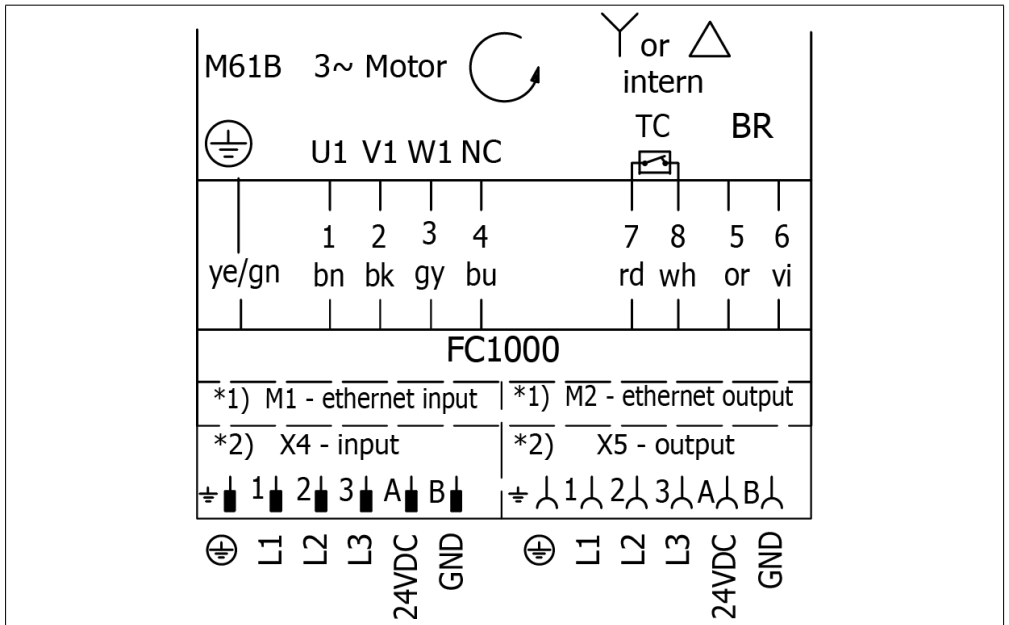 M61B 3~ Motor or
intern
TC BR
U1 V1 W1 NC
1 2 3 4 7 8 5 6
ye/gn bn bk gy bu rd wh or vi
FC1000
*1) M1 - ethernet input *1) M2 - ethernet output
*2) X4 - input *2) X5 - output
1 2 3 A B 1 2 3 A B
L1 L2 L3 24VDC GND L1 L2 L3 24VDC GND